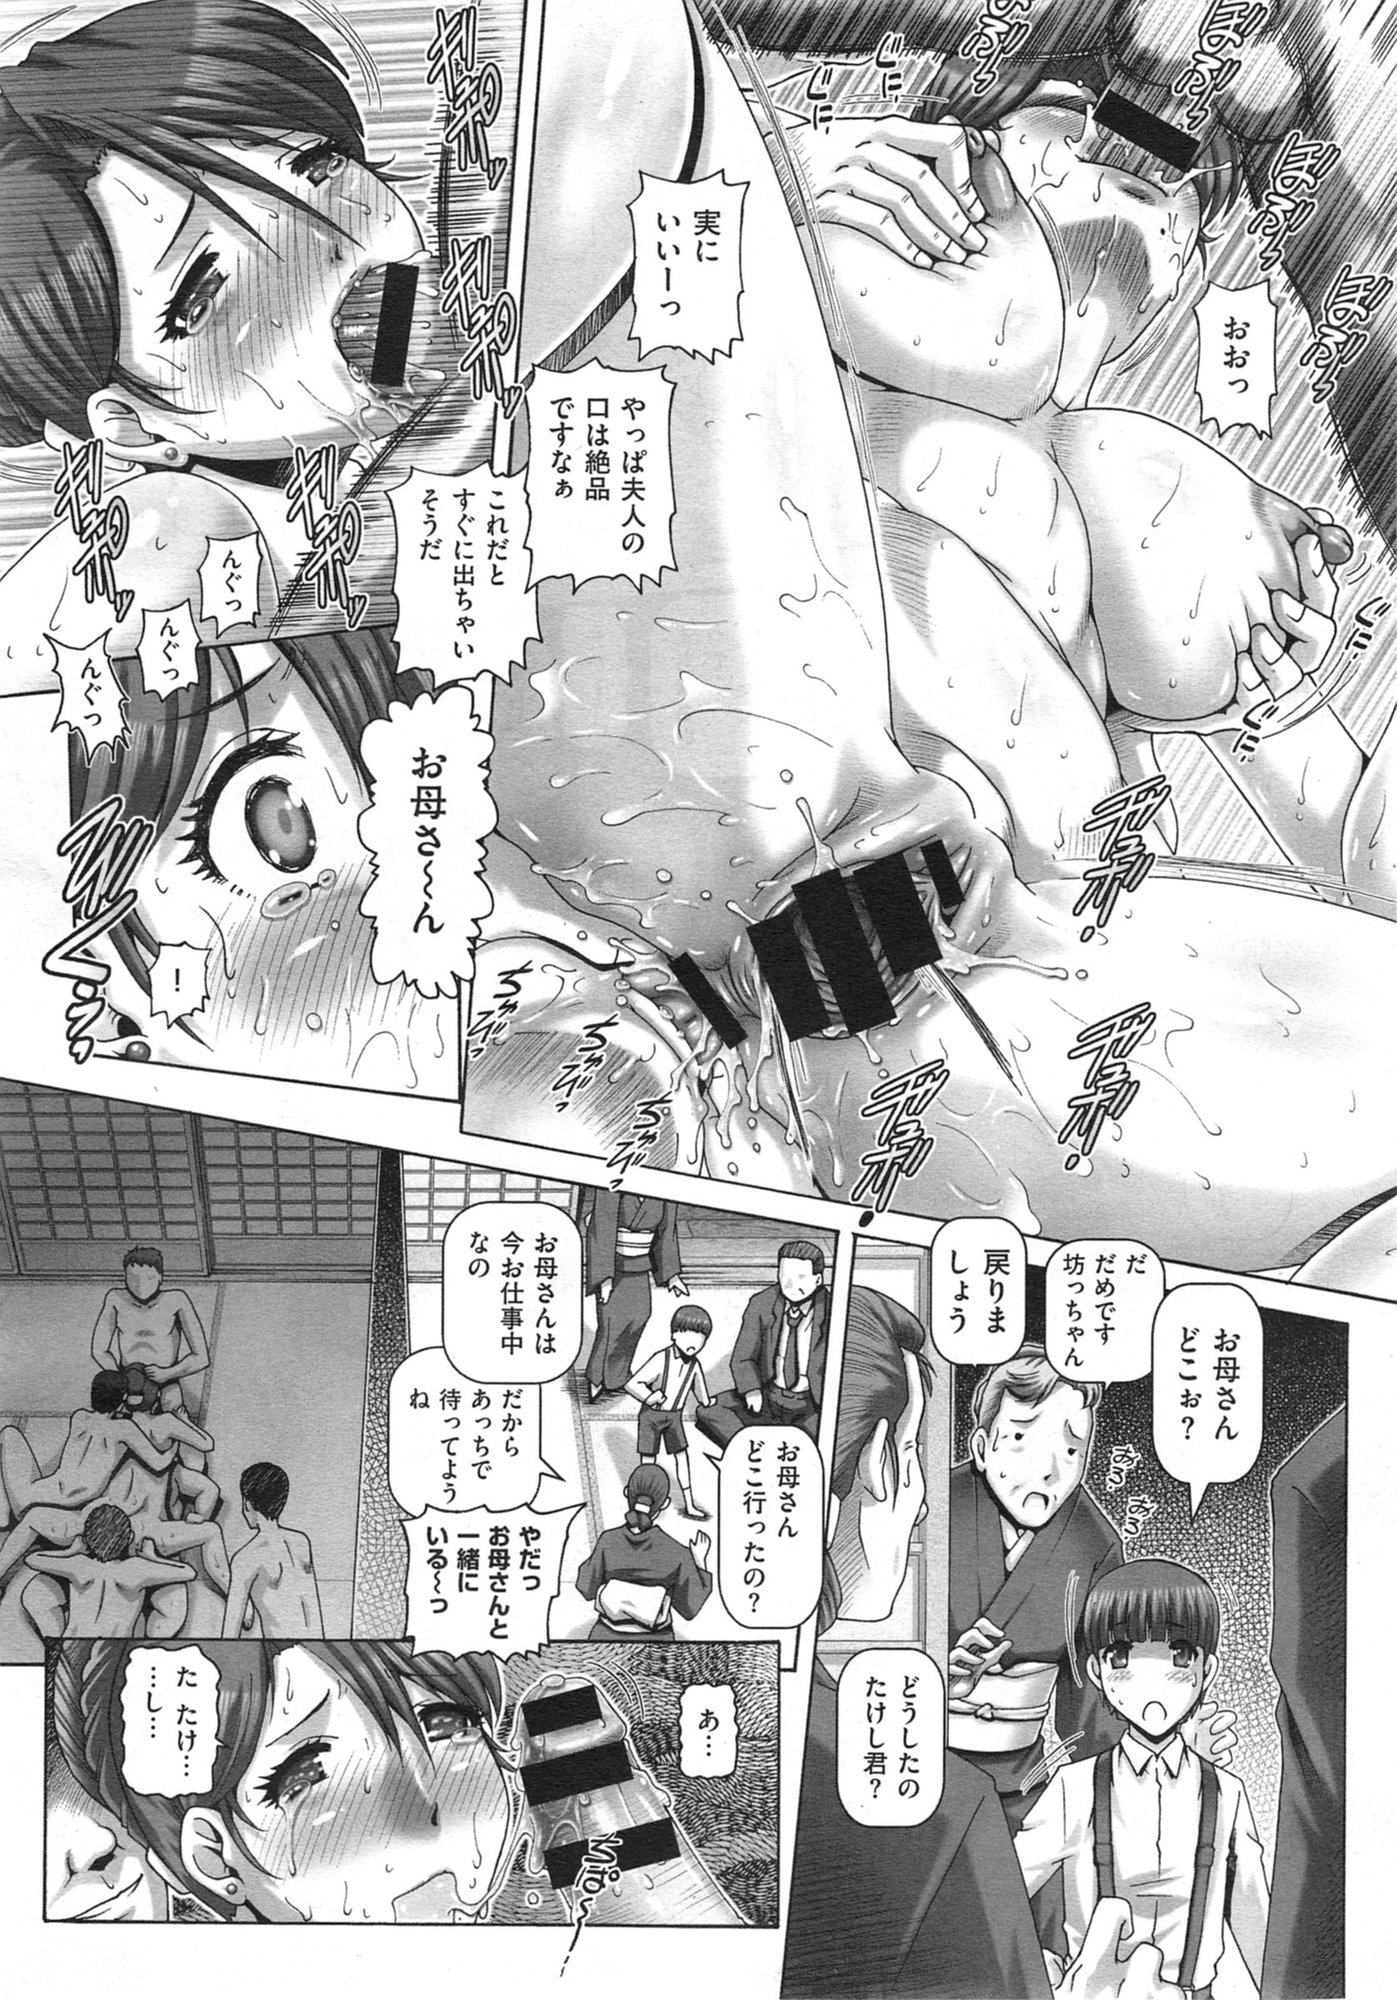 おおっ
実に
いいーっ
やっぱ夫人の
口は絶品
ですなぁ
これだと
すぐに出ちゃい
そうだ
んぐっ
んぐっ
んぐっ
お母さ〜〜ん
！
お母さん
どこぉ？
だ
だめです
坊っちゃん
戻りま
しょう
おろ
おろ
どうしたの
たけし君？
お母さん
どこ行ったの？
お母さんは
今お仕事中
なの
だから
あっちで
待ってよう
ね
やだっ
お母さんと
一緒に
いる〜っ
あ…
た たけ…
…し…